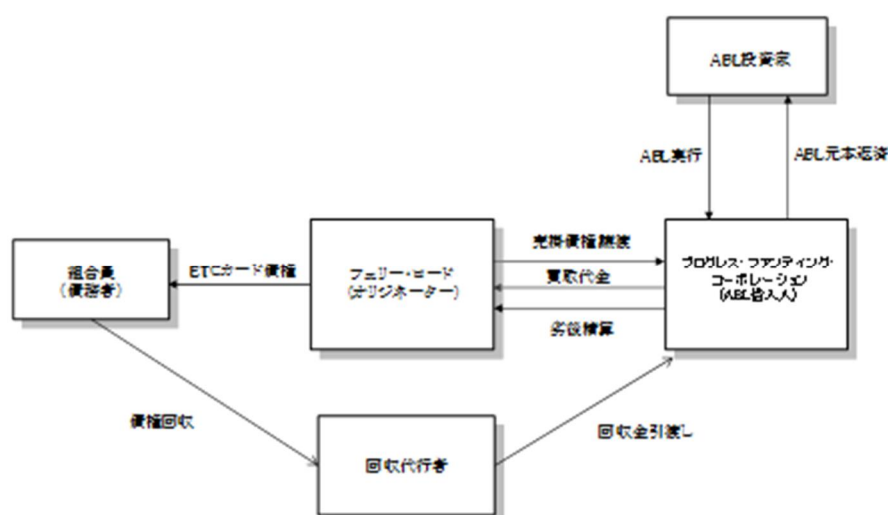 ABL投資家
ABL実行
ABL元本返済
売掛債権譲渡
買取代金
劣後精算
プログレス・ファンディング・
コーポレーション
(ABL借入人)
フェリー・ロード
(オリジネーター)
ETCカード債権
組合員
(債務者)
債権回収
回収代行者
回収金引渡し